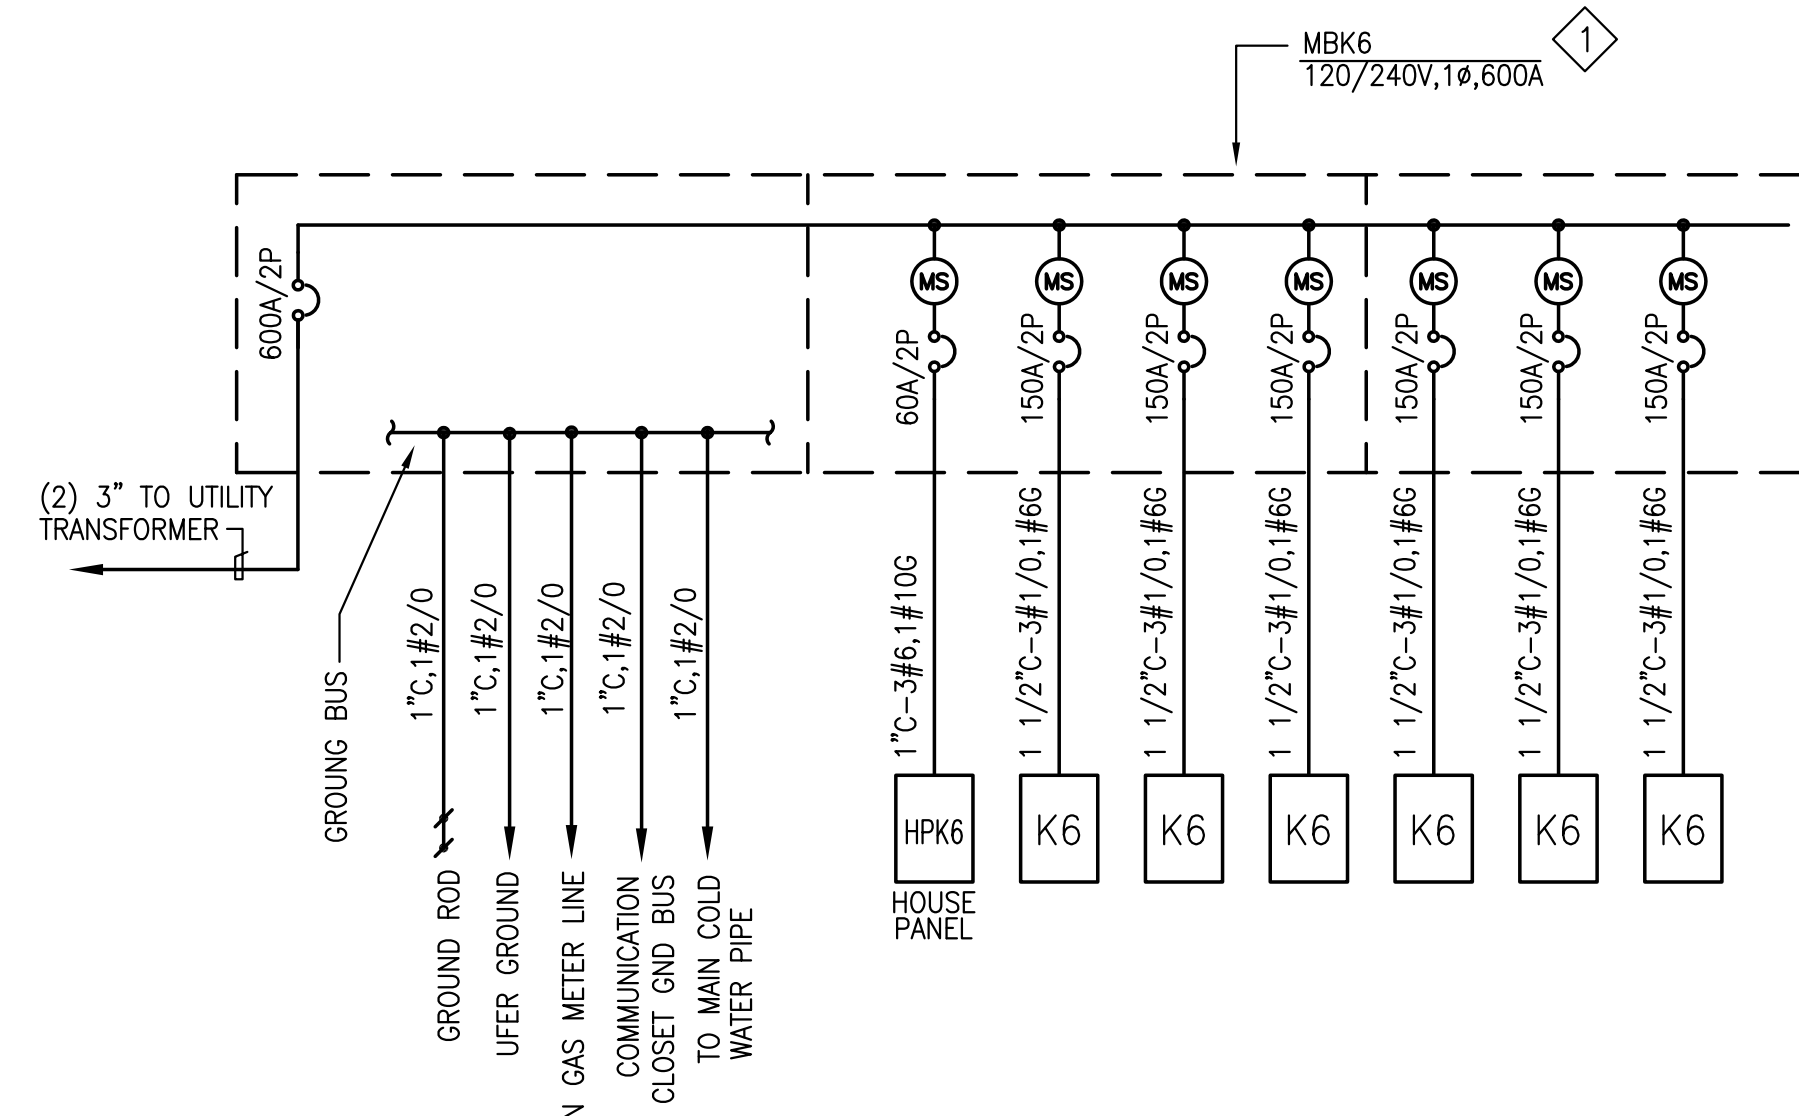 MBK6
120/240V,1ø,600A
1
600A/2P
MS
MS
MS
MS
MS
MS
MS
60A/2P
150A/2P
150A/2P
150A/2P
150A/2P
150A/2P
150A/2P
(2) 3" TO UTILITY
TRANSFORMER
GROUNG BUS
1"C,1#2/0
1"C,1#2/0
1"C,1#2/0
1"C,1#2/0
1"C,1#2/0
1"C-3#6,1#10G
1 1/2"C-3#1/0,1#6G
1 1/2"C-3#1/0,1#6G
1 1/2"C-3#1/0,1#6G
1 1/2"C-3#1/0,1#6G
1 1/2"C-3#1/0,1#6G
1 1/2"C-3#1/0,1#6G
HPK6
K6
K6
K6
K6
K6
K6
HOUSE
PANEL
GROUND ROD
UFER GROUND
GAS METER LINE
COMMUNICATION
CLOSET GND BUS
TO MAIN COLD
WATER PIPE